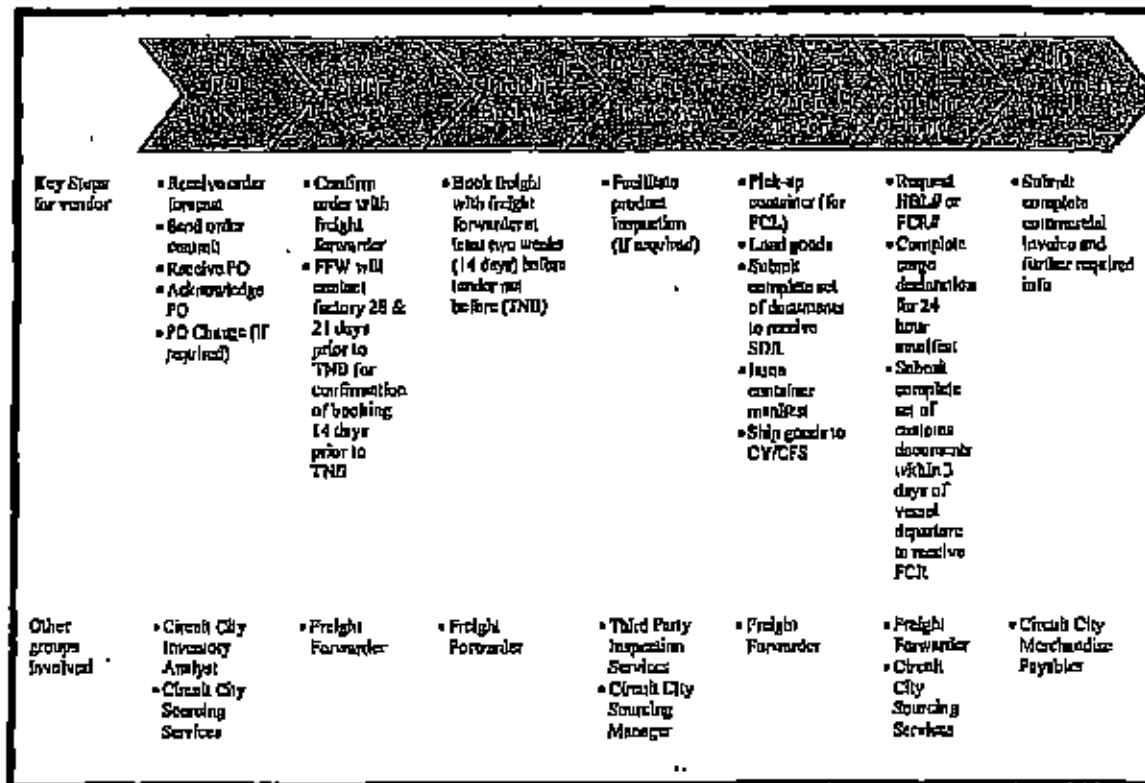 Key Steps
for vendor
• Receive order
forecast
• Send order
commit
• Receive PO
• Acknowledge
PO
• PO Change (if
required)
• Confirm
order with
freight
forwarder
• FFW will
contact
factory 28 &
21 days
prior to
TNB for
confirmation
of booking
14 days
prior to
TNB
• Book freight
with freight
forwarder at
least two weeks
(14 days) before
tender not
before (TNB)
• Facilitate
product
inspection
(if required)
• Pick-up
container (for
FCL)
• Load goods
• Submit
complete set
of documents
to receive
SDR
• Issue
container
manifest
• Ship goods to
CY/CFS
• Request
HBL# or
FCR#
• Complete
cargo
declaration
for 24
hour
manifest
• Submit
complete
set of
customs
documents
within 3
days of
vessel
departure
to receive
FCR
• Submit
complete
commercial
invoice and
further required
info
Other
groups
involved
• Circuit City
Inventory
Analyst
• Circuit City
Sourcing
Services
• Freight
Forwarder
• Freight
Forwarder
• Third Party
Inspection
Services
• Circuit City
Sourcing
Manager
• Freight
Forwarder
• Freight
Forwarder
• Circuit
City
Sourcing
Services
• Circuit City
Merchandise
Payables